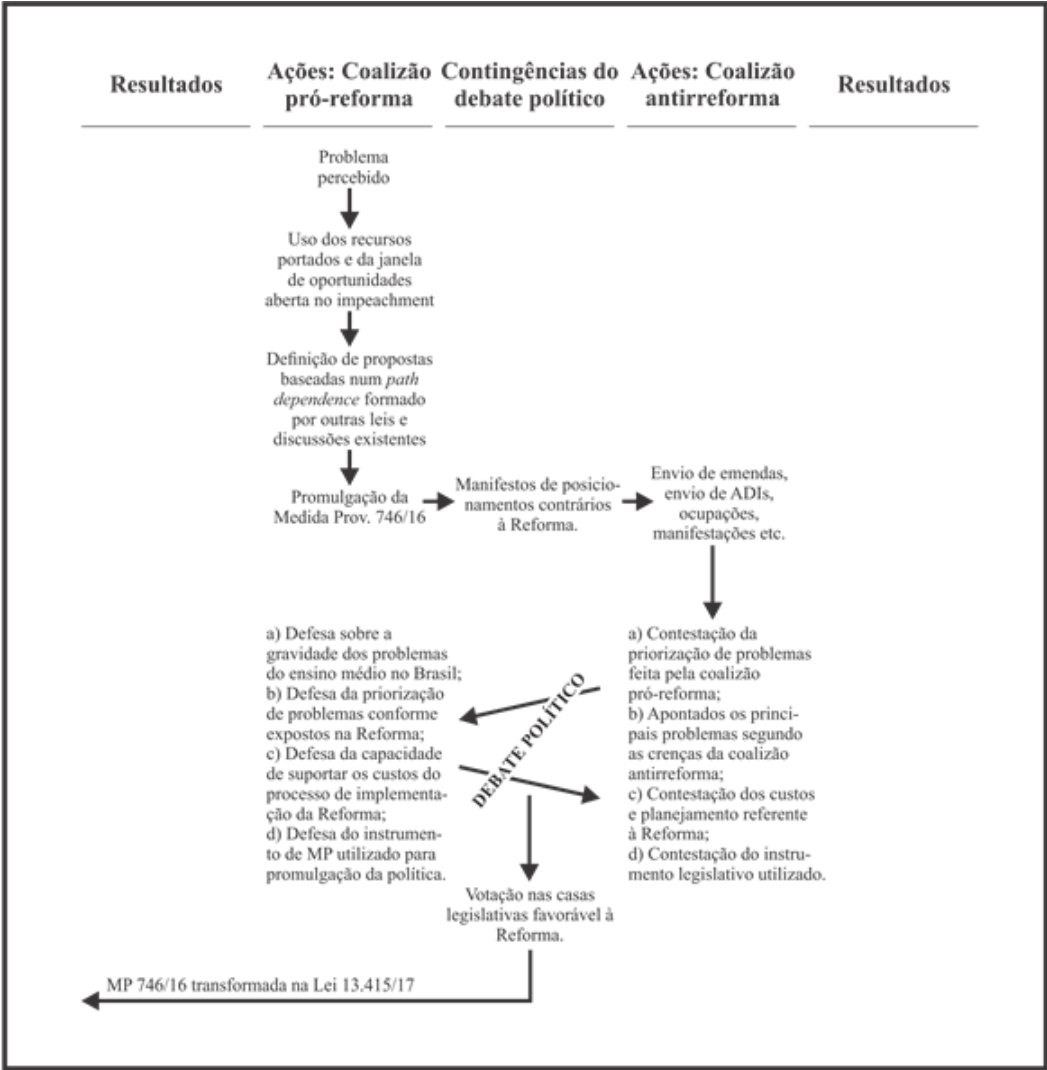 Resultados
Ações: Coalizão
pró-reforma
Contingências do
debate político
Ações: Coalizão
antirreforma
Resultados
Problema
percebido
Uso dos recursos
portados e da janela
de oportunidades
aberta no impeachment
Definição de propostas
baseadas num path
dependence formado
por outras leis e
discussões existentes
Promulgação da
Medida Prov. 746/16
Manifestos de posicio-
namentos contrários
à Reforma.
Envio de emendas,
envio de ADIs,
ocupações,
manifestações etc.
a) Defesa sobre a
gravidade dos problemas
do ensino médio no Brasil;
b) Defesa da priorização
de problemas conforme
expostos na Reforma;
c) Defesa da capacidade
de suportar os custos do
processo de implementa-
ção da Reforma;
d) Defesa do instrumen-
to de MP utilizado para
promulgação da política.
DEBATE POLÍTICO
a) Contestação da
priorização de problemas
feita pela coalizão
pró-reforma;
b) Apontados os princi-
pais problemas segundo
as crenças da coalizão
antirreforma;
c) Contestação dos custos
e planejamento referente
à Reforma;
d) Contestação do instru-
mento legislativo utilizado.
Votação nas casas
legislativas favorável à
Reforma.
MP 746/16 transformada na Lei 13.415/17